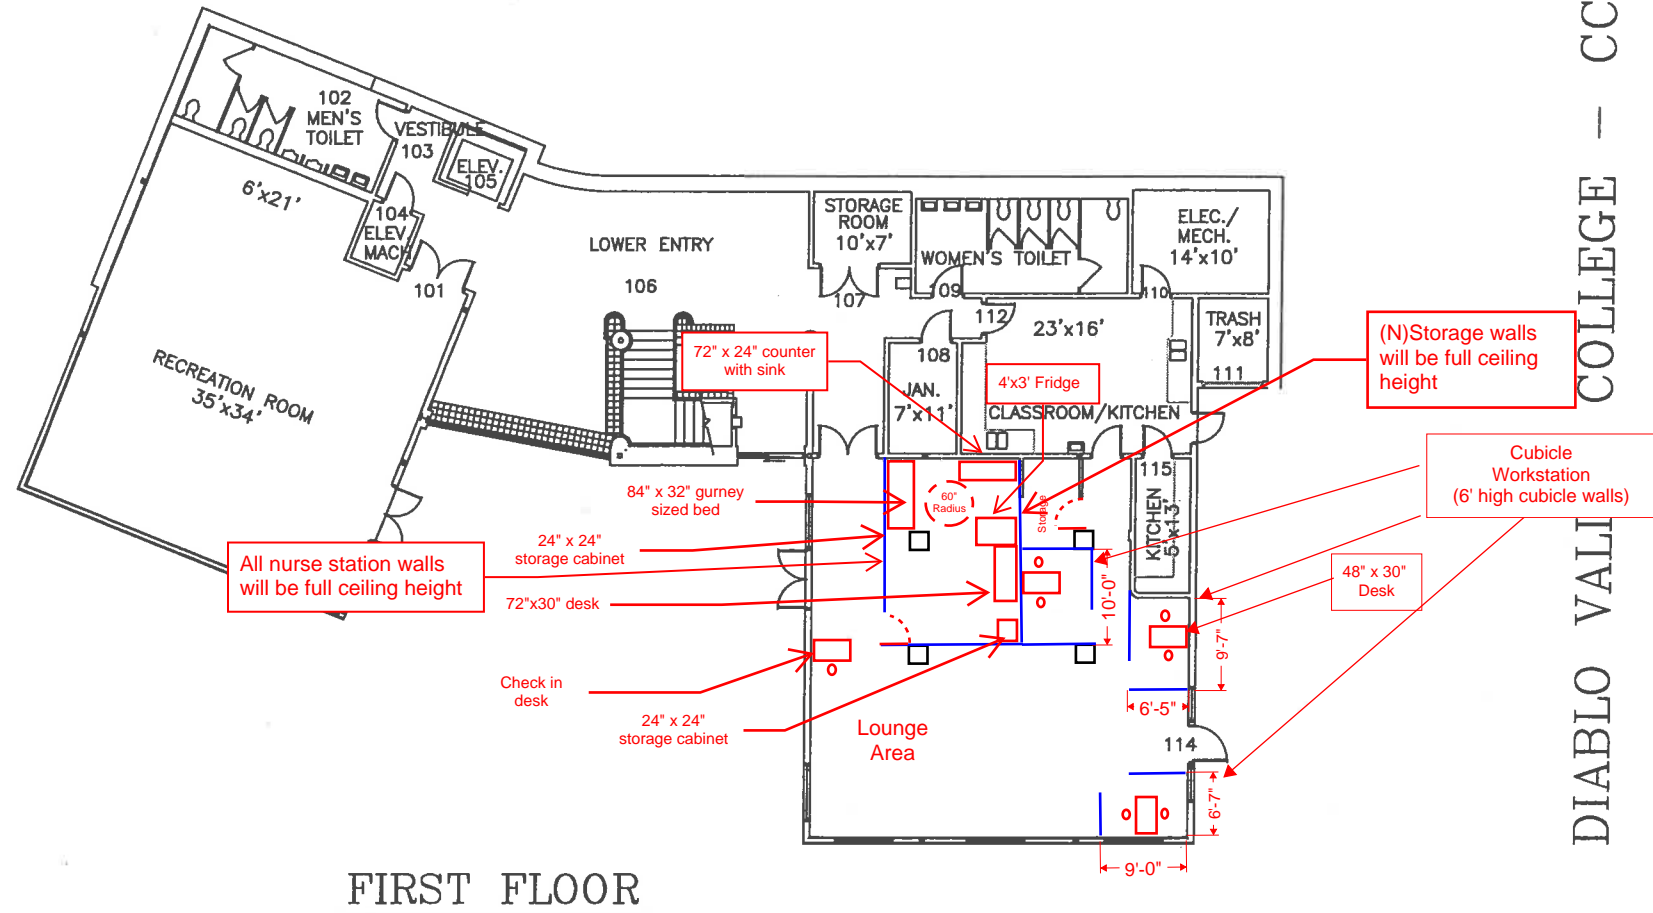 102
MEN'S
TOILET
VESTIBULE
103
ELEV.
105
6'x21'
104
ELEV.
MACH
101
RECREATION ROOM
35'x34'
LOWER ENTRY
106
STORAGE
ROOM
10'x7'
107
WOMEN'S TOILET
109
ELEC./
MECH.
14'x10'
110
112
23'x16'
TRASH
7'x8'
111
108
JAN.
7'x11'
CLASSROOM/KITCHEN
72" x 24" counter
with sink
4'x3' Fridge
(N)Storage walls
will be full ceiling
height
Cubicle
Workstation
(6' high cubicle walls)
115
KITCHEN
5'x13'
84" x 32" gurney
sized bed
60"
Radius
Storage
24" x 24"
storage cabinet
All nurse station walls
will be full ceiling height
72"x30" desk
10'-0"
48" x 30"
Desk
9'-7"
6'-5"
Check in
desk
24" x 24"
storage cabinet
Lounge
Area
114
6'-7"
9'-0"
FIRST FLOOR